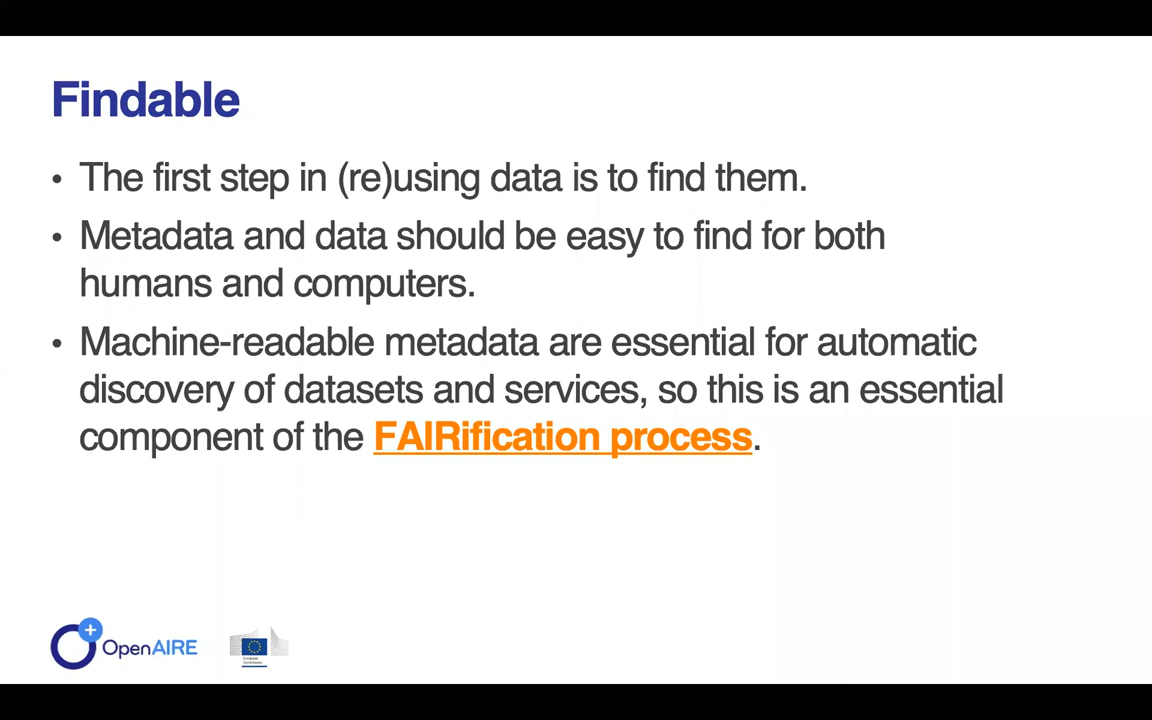 Findable
• The first step in (re)using data is to find them.
• Metadata and data should be easy to find for both
humans and computers.
• Machine-readable metadata are essential for automatic
discovery of datasets and services, so this is an essential
component of the FAIRification process.
OpenAIRE
European
Commission